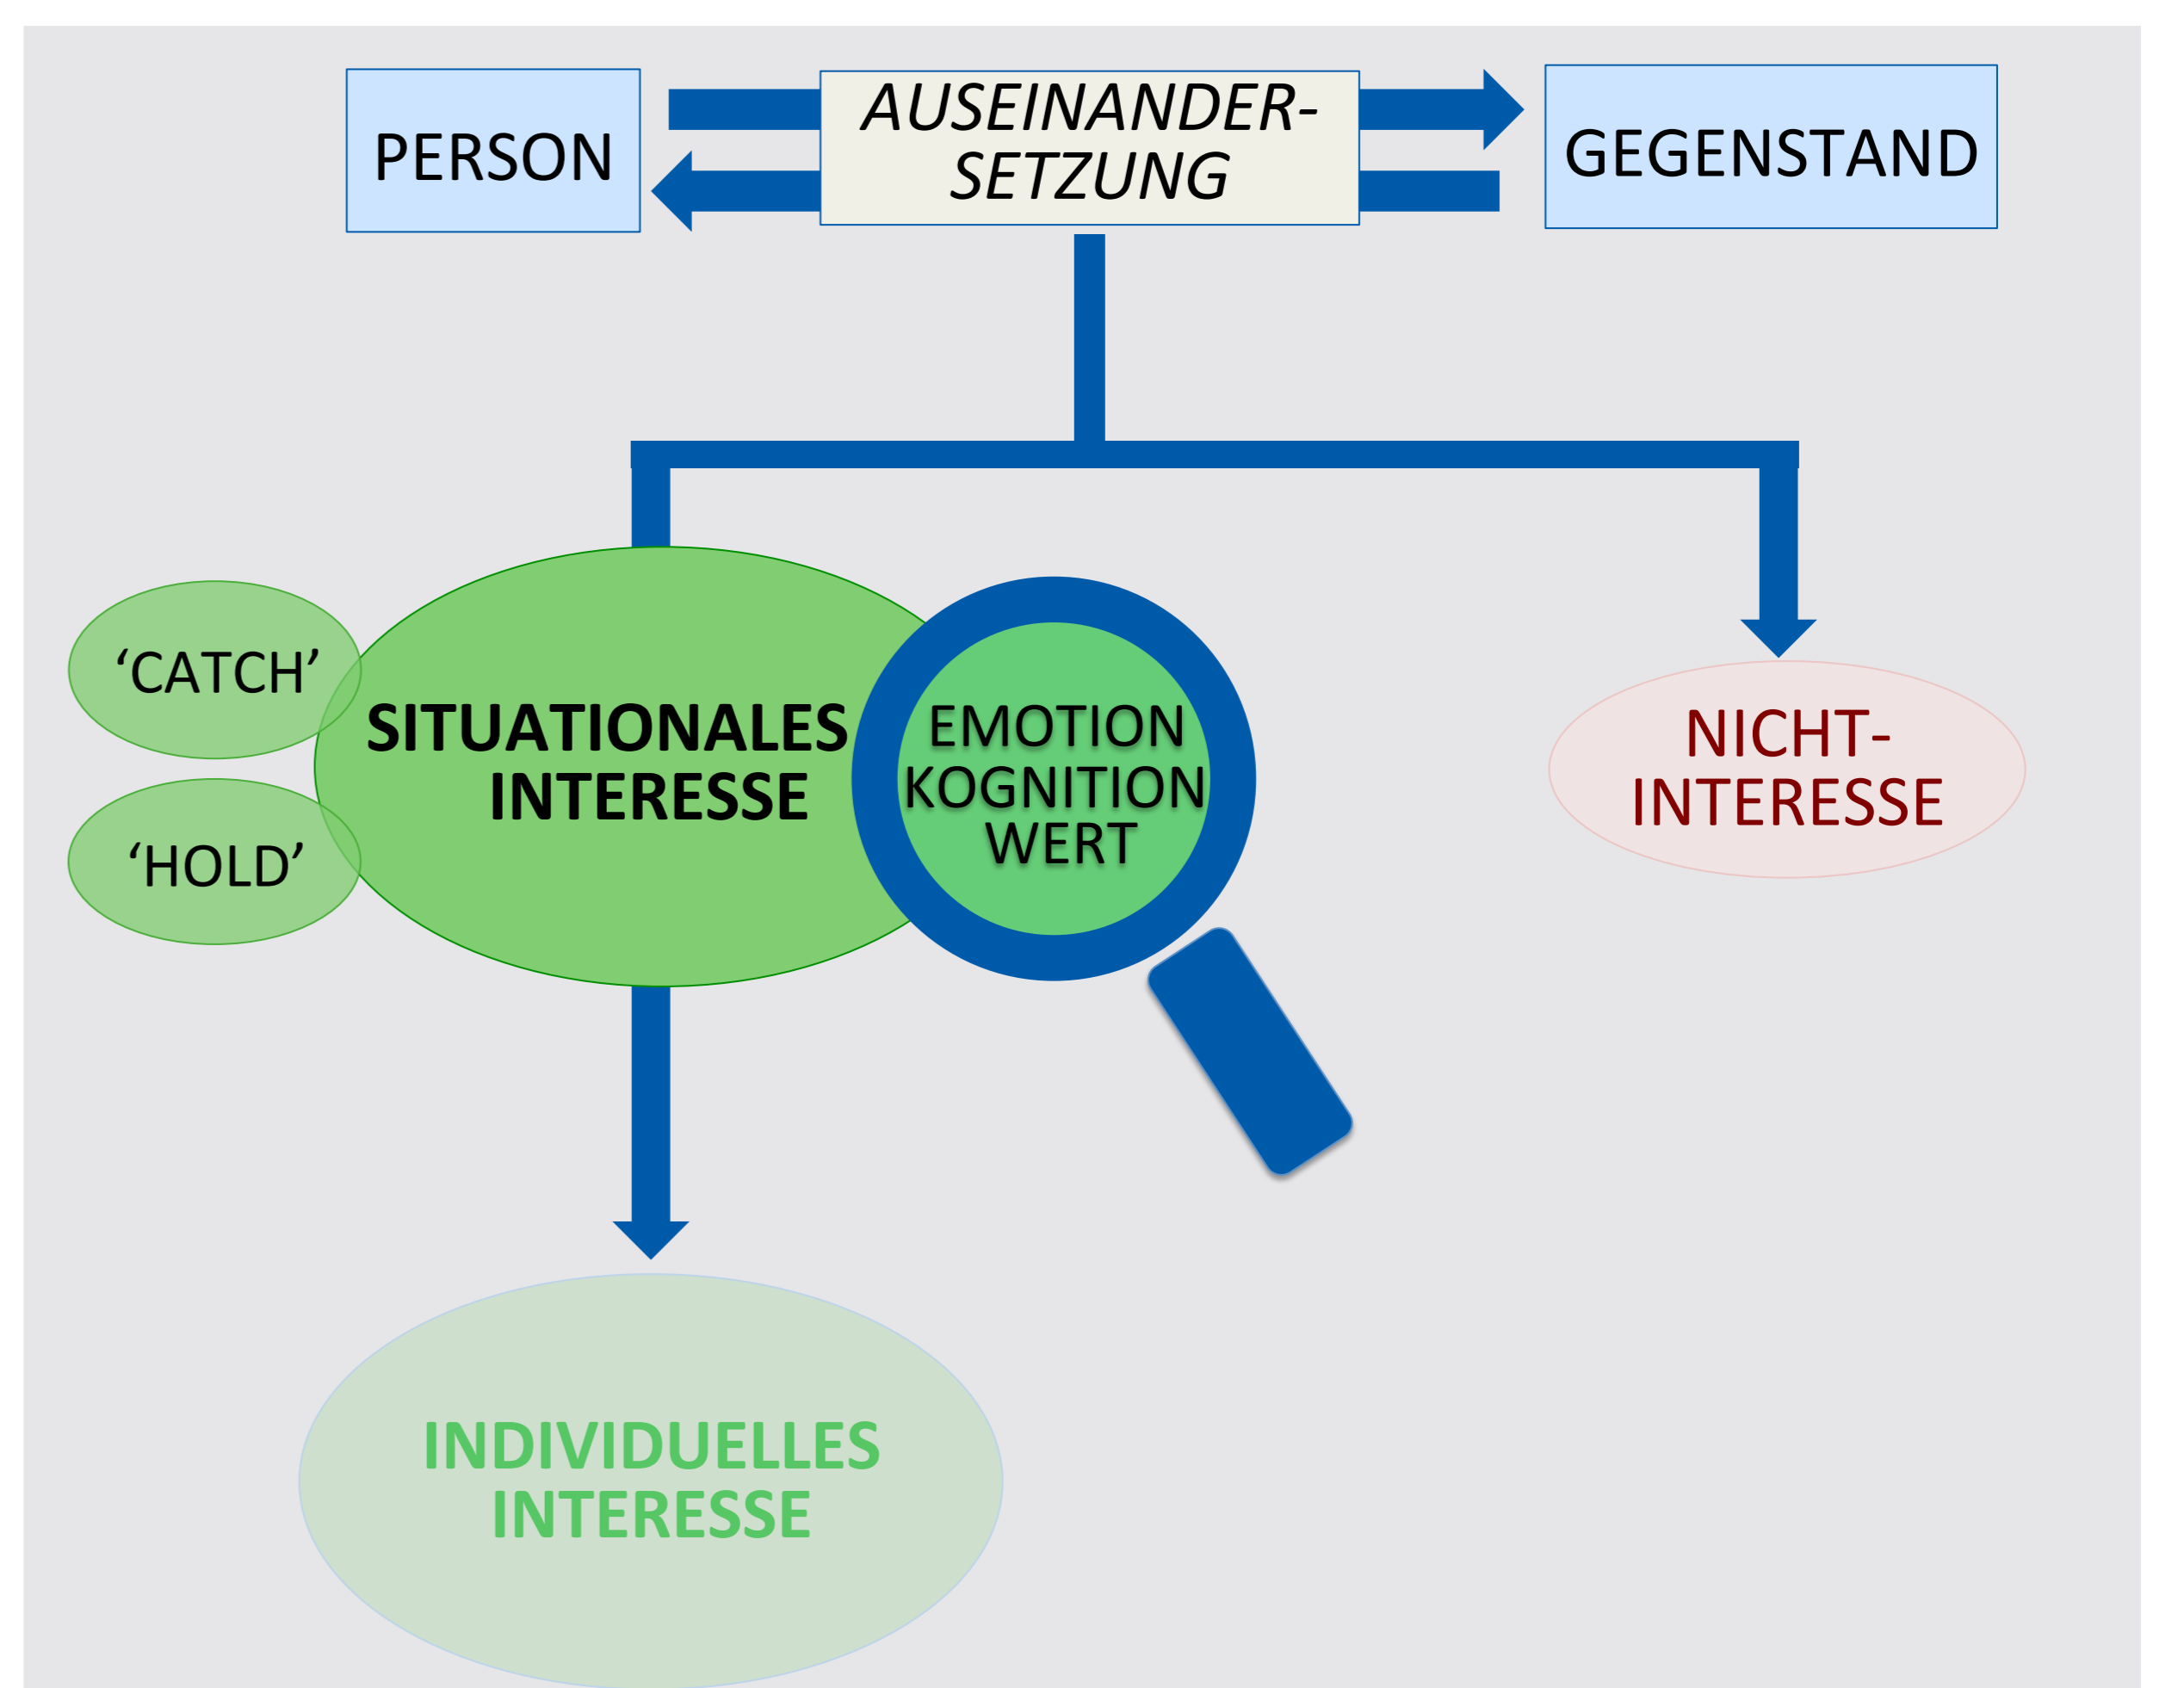 PERSON
AUSEINANDER-
SETZUNG
GEGENSTAND
‘CATCH’
‘HOLD’
SITUATIONALES
INTERESSE
EMOTION
KOGNITION
WERT
NICHT-
INTERESSE
INDIVIDUELLES
INTERESSE